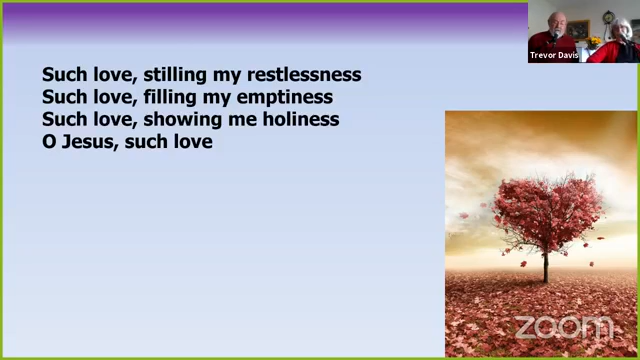 Such love, stilling my restlessness
Such love, filling my emptiness
Such love, showing me holiness
O Jesus, such love
Trevor Davis
zoom